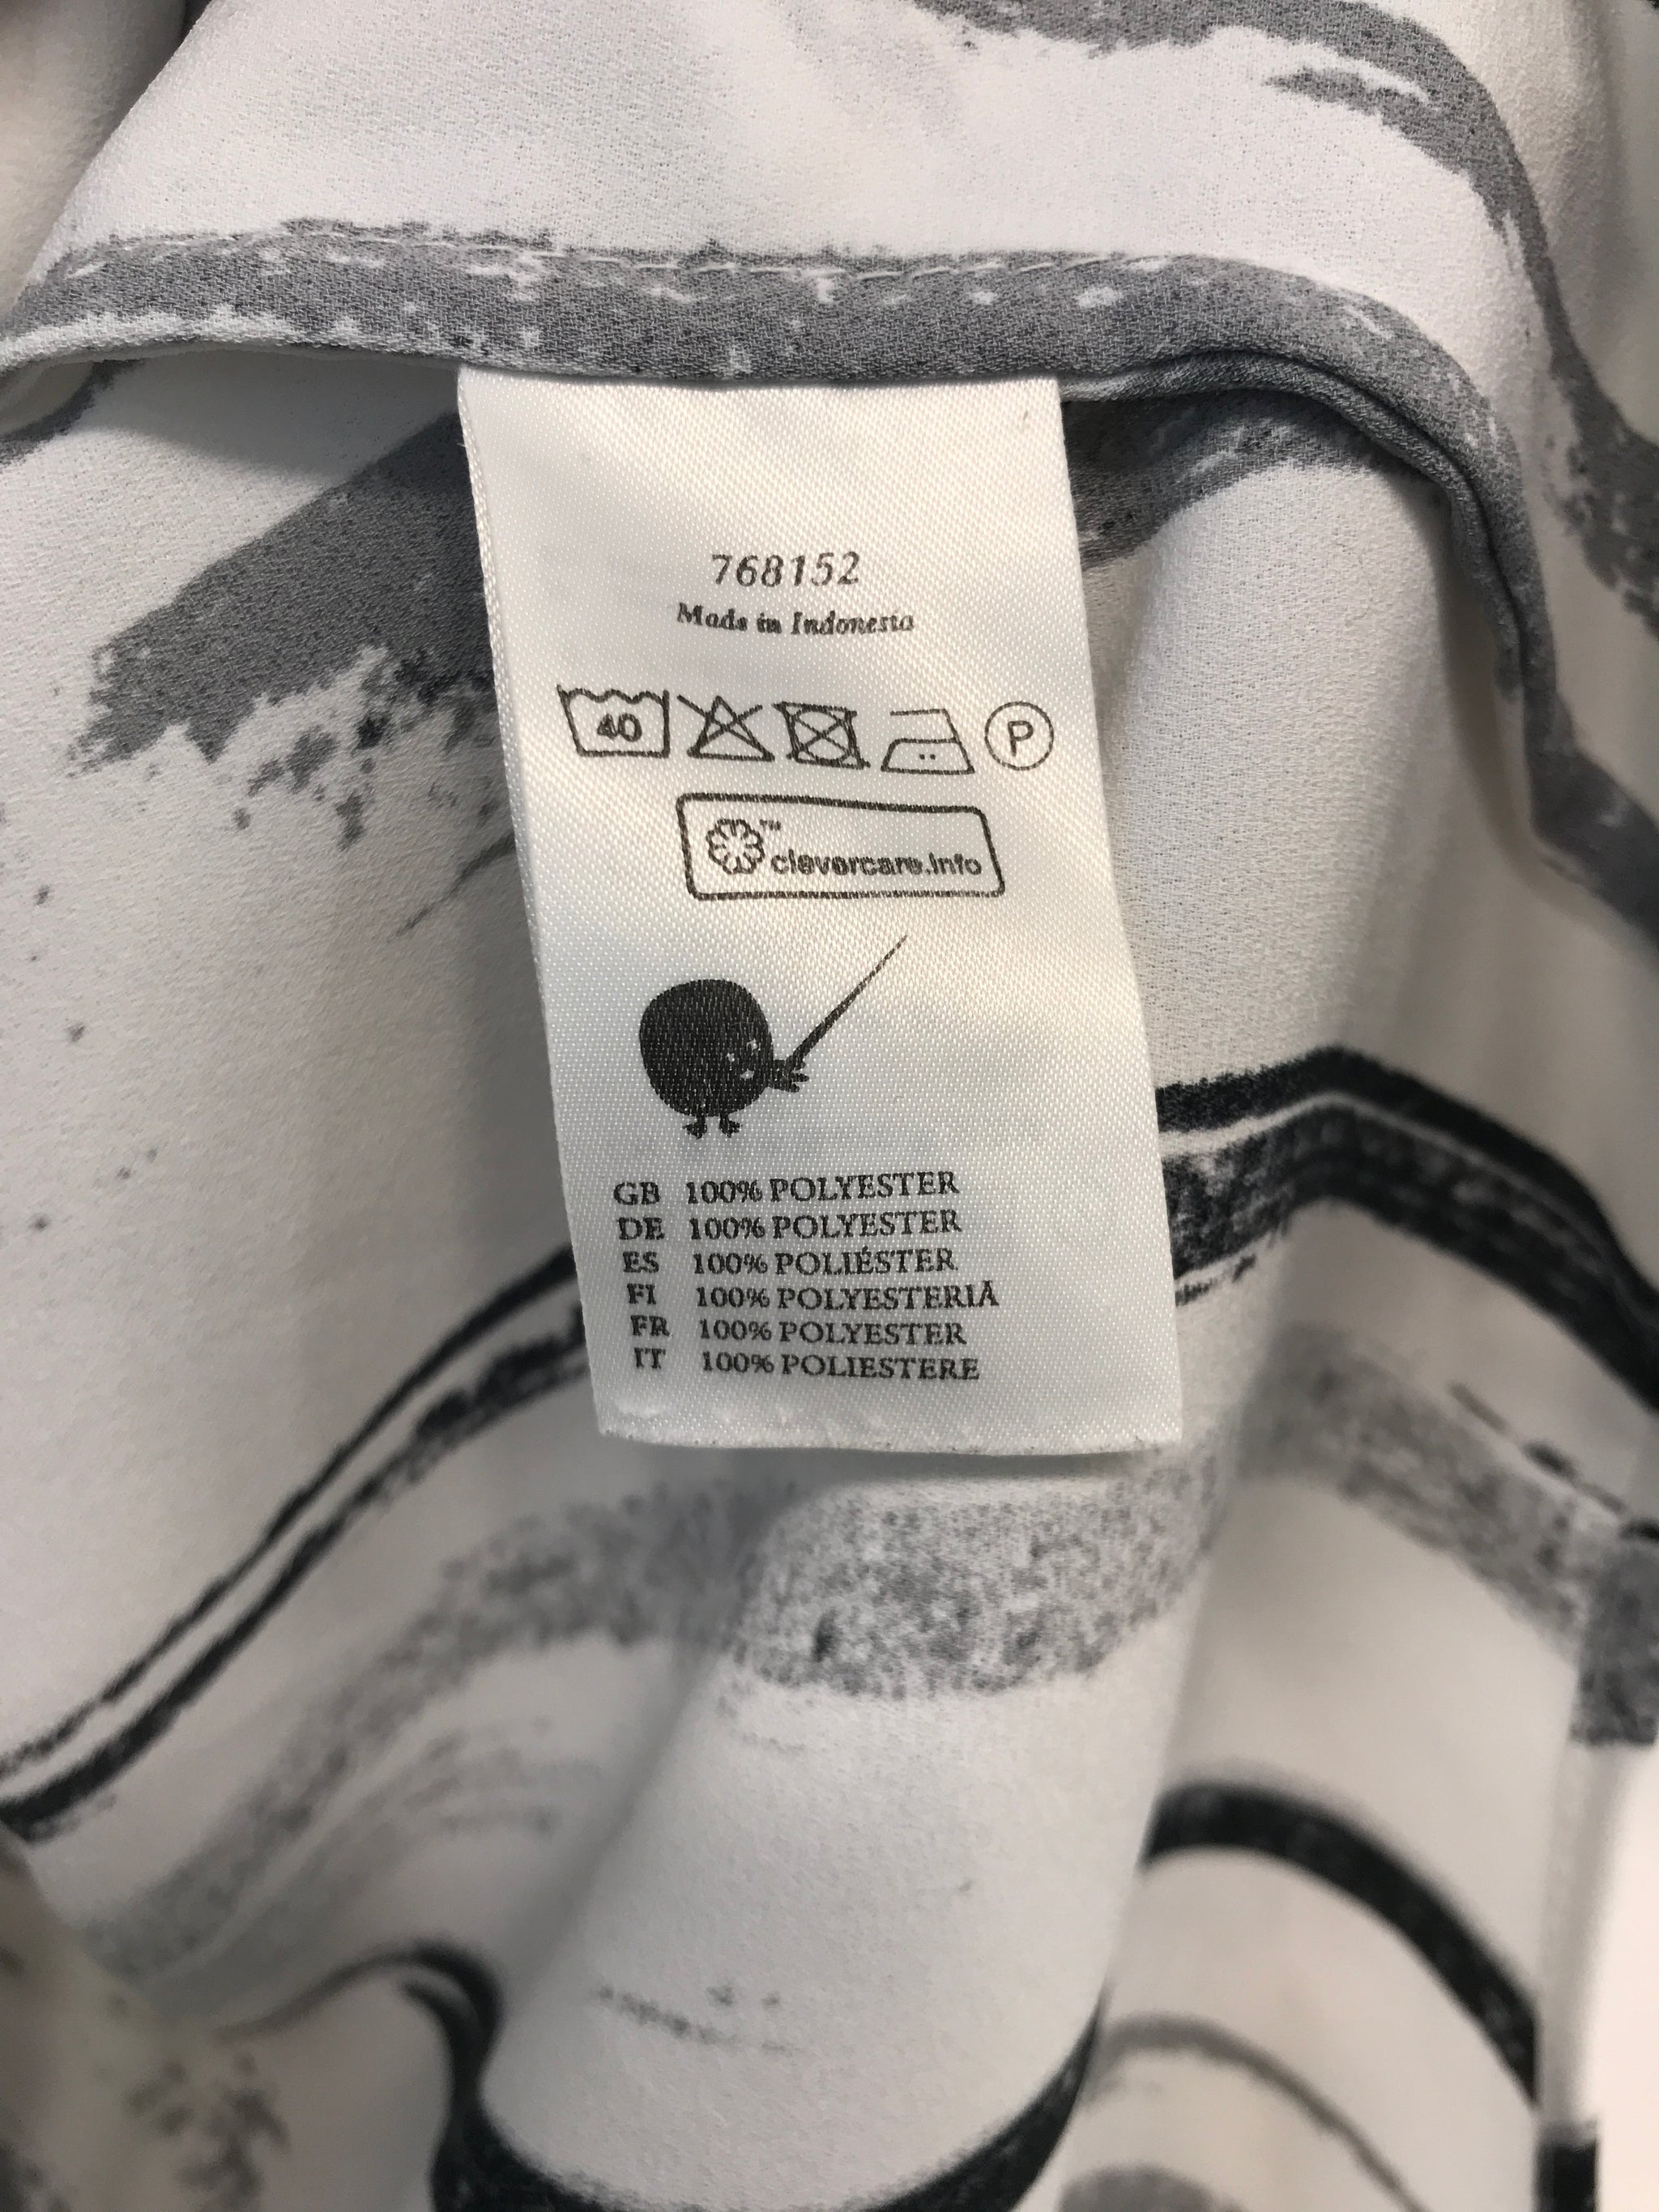 768152
Made in Indonesia
40
P
TM
clevercare.info
GB 100% POLYESTER
DE 100% POLYESTER
ES 100% POLIÉSTER
FI 100% POLYESTERIÄ
FR 100% POLYESTER
IT 100% POLIESTERE